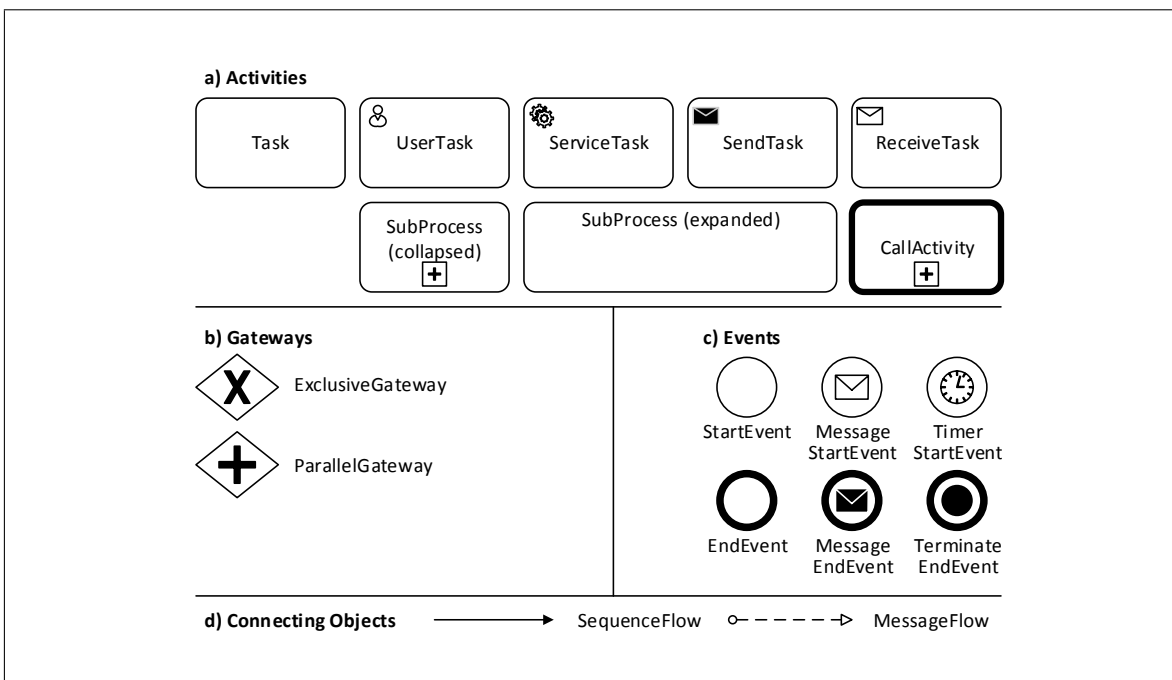 a) Activities
Task
UserTask
ServiceTask
SendTask
ReceiveTask
SubProcess
(collapsed)
SubProcess (expanded)
CallActivity
b) Gateways
X
ExclusiveGateway
ParallelGateway
c) Events
StartEvent
Message
StartEvent
Timer
StartEvent
EndEvent
Message
EndEvent
Terminate
EndEvent
d) Connecting Objects
SequenceFlow
MessageFlow